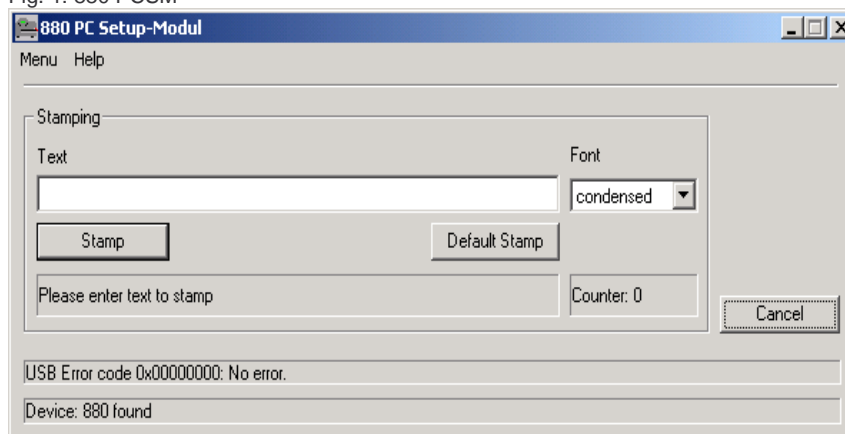 880 PC Setup-Modul
Menu Help
Stamping
Text Font
condensed
Stamp Default Stamp
Please enter text to stamp Counter: 0
Cancel
USB Error code 0x00000000: No error.
Device: 880 found